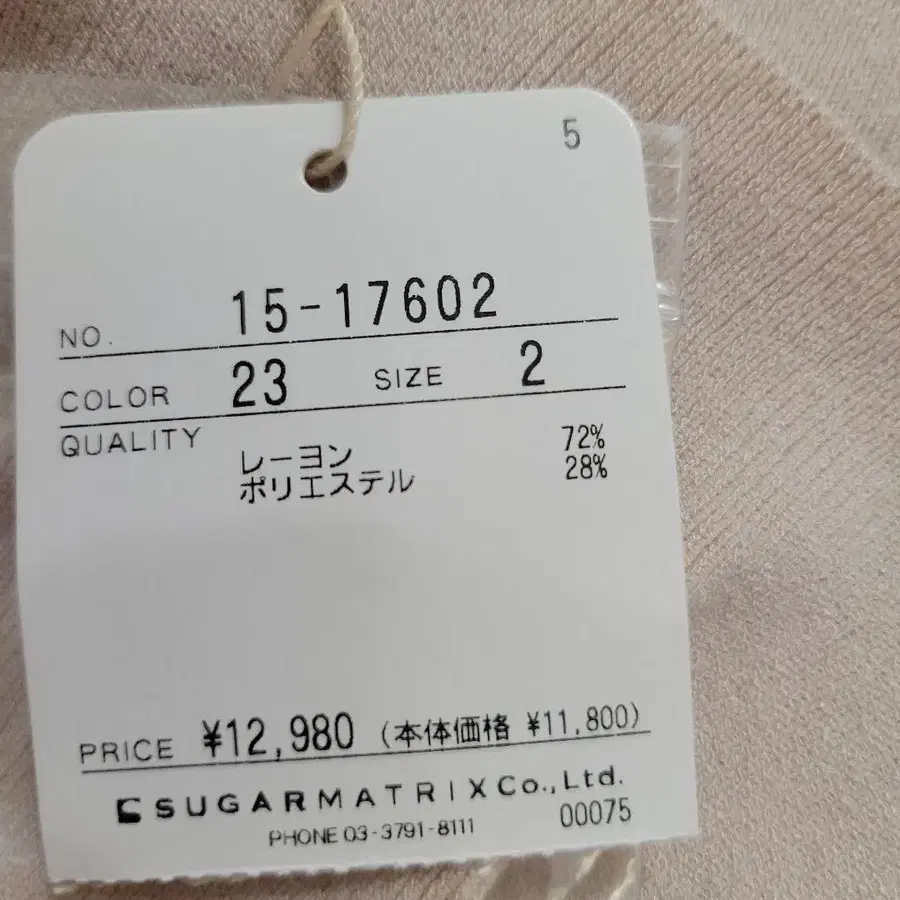 5
NO. 15-17602
COLOR 23 SIZE 2
QUALITY
レーヨン 72%
ポリエステル 28%
PRICE ¥12,980 (本体価格 ¥11,800)
SUGARMATRIX Co., Ltd.
PHONE 03-3791-8111 00075